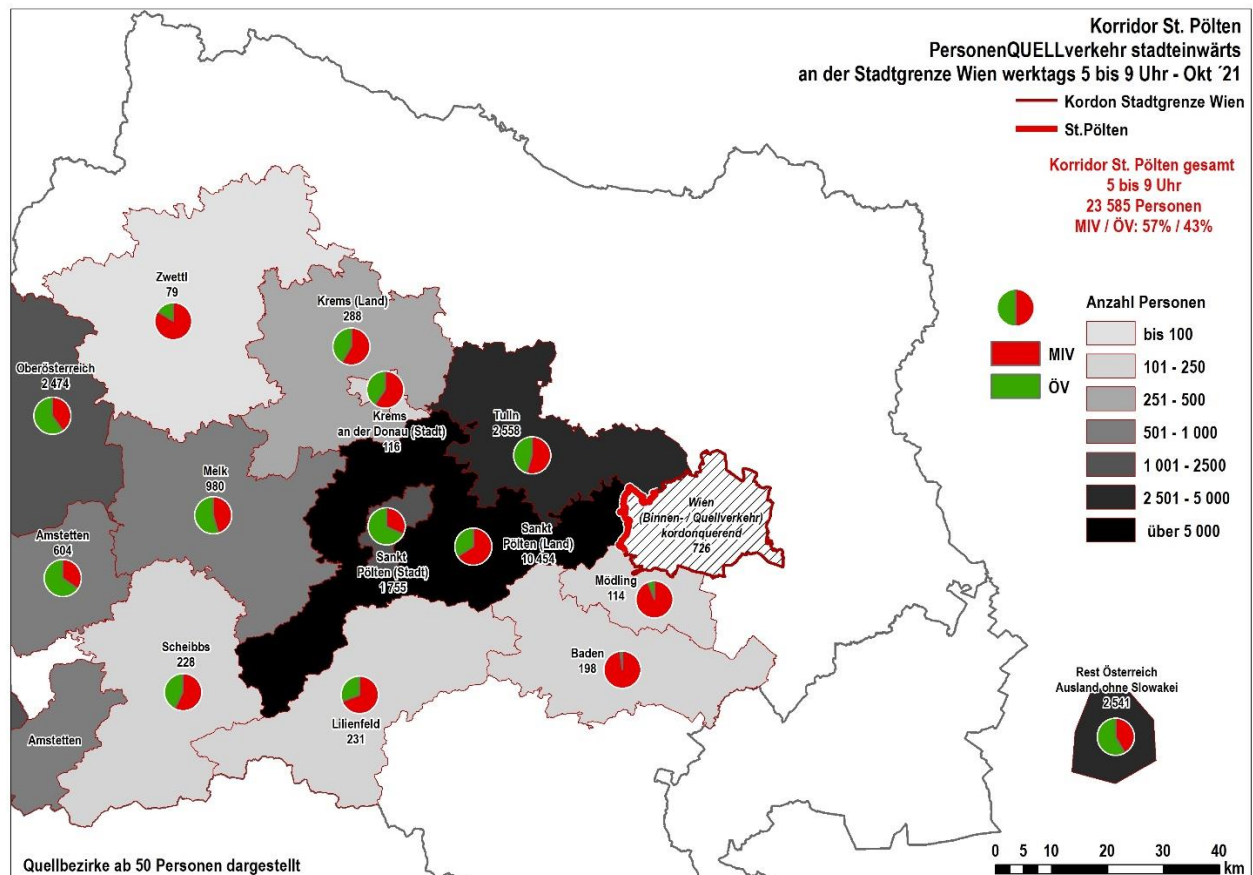 Korridor St. Pölten
PersonenQUELLverkehr stadteinwärts
an der Stadtgrenze Wien werktags 5 bis 9 Uhr - Okt ´21
Kordon Stadtgrenze Wien
St.Pölten
Korridor St. Pölten gesamt
5 bis 9 Uhr
23 585 Personen
MIV / ÖV: 57% / 43%
MIV
ÖV
Anzahl Personen
bis 100
101 - 250
251 - 500
501 - 1 000
1 001 - 2500
2 501 - 5 000
über 5 000
Zwettl
79
Krems (Land)
288
Oberösterreich
2 474
Krems
an der Donau (Stadt)
116
Tulln
2 558
Melk
980
Wien
(Binnen- / Quellverkehr)
kordonquerend
726
Amstetten
604
Sankt
Pölten (Stadt)
1 755
Sankt
Pölten (Land)
10 454
Mödling
114
Scheibbs
228
Baden
198
Lilienfeld
231
Amstetten
Rest Österreich
Ausland ohne Slowakei
2 541
Quellbezirke ab 50 Personen dargestellt
0 5 10 20 30 40
km